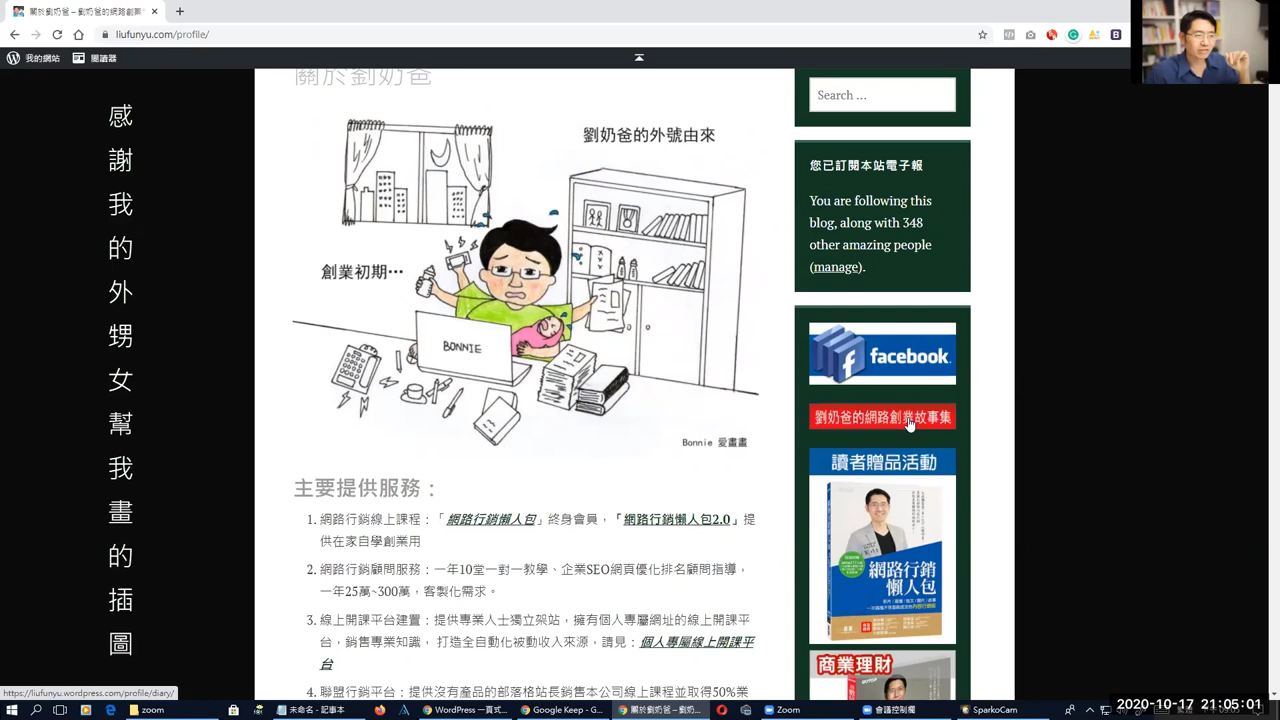 關於劉奶爸 – 劉奶爸的網路創業
liufunyu.com/profile/
我的網站
閱讀器
感謝我的外甥女幫我畫的插圖
關於劉奶爸
劉奶爸的外號由來
創業初期…
BONNIE
Bonnie 愛畫畫
主要提供服務：
1. 網路行銷線上課程：「網路行銷懶人包」終身會員，「網路行銷懶人包2.0」提
供在家自學創業用
2. 網路行銷顧問服務：一年10堂一對一教學、企業SEO網頁優化排名顧問指導，
一年25萬~300萬，客製化需求。
3. 線上開課平台建置：提供專業人士獨立架站，擁有個人專屬網址的線上開課平
台，銷售專業知識， 打造全自動化被動收入來源，請見：個人專屬線上開課平
台
4. 聯盟行銷平台：提供沒有產品的部落格站長銷售本公司線上課程並取得50%業
Search …
您已訂閱本站電子報
You are following this
blog, along with 348
other amazing people
(manage).
facebook
劉奶爸的網路創業故事集
讀者贈品活動
網路行銷
懶人包
商業理財
https://liufunyu.wordpress.com/profile/diary/
zoom
未命名 - 記事本
WordPress 一頁式...
Google Keep - G...
關於劉奶爸 – 劉...
Zoom
會議控制欄
SparkoCam
2020-10-17 21:05:01